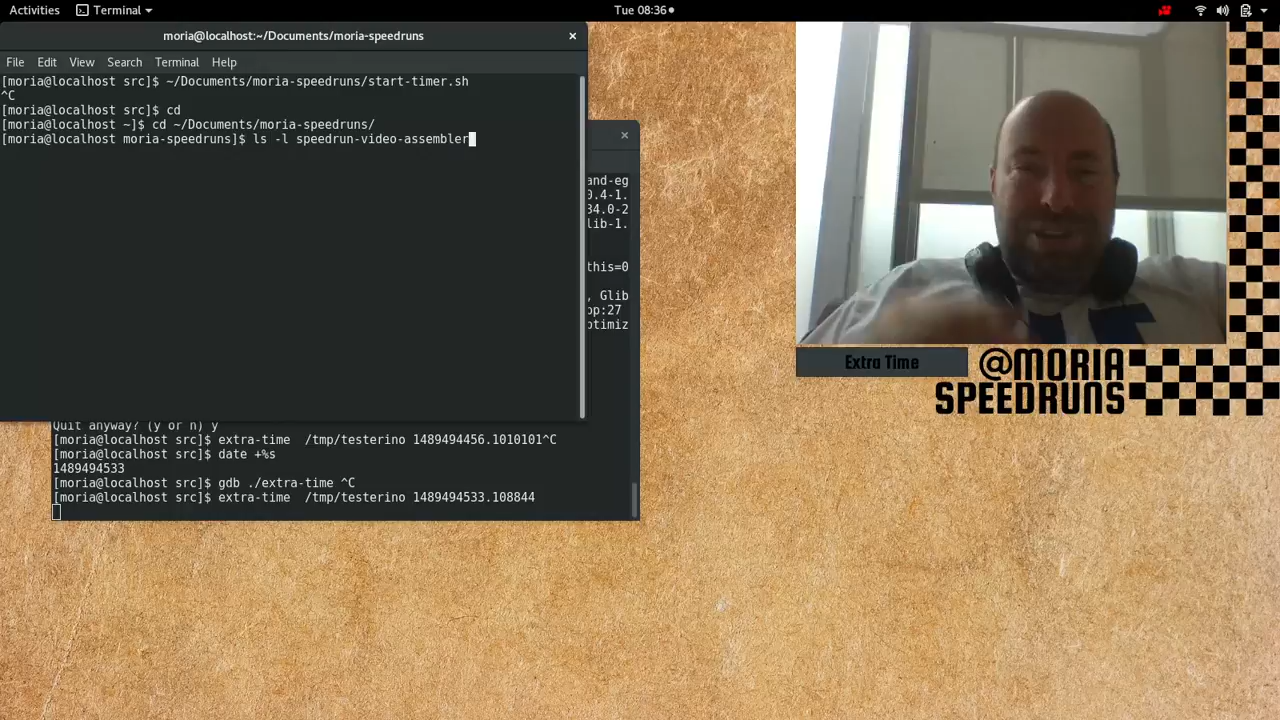 Activities Terminal Tue 08:36
moria@localhost:~/Documents/moria-speedruns
File Edit View Search Terminal Help
[moria@localhost src]$ ~/Documents/moria-speedruns/start-timer.sh
^C
[moria@localhost src]$ cd
[moria@localhost ~]$ cd ~/Documents/moria-speedruns/
[moria@localhost moria-speedruns]$ ls -l speedrun-video-assembler
and-eg
0.4-1.
34.0-2
lib-1.
this=0
, Glib
op:27
ptimiz
Quit anyway? (y or n) y
[moria@localhost src]$ extra-time  /tmp/testerino 1489494456.1010101^C
[moria@localhost src]$ date +%s
1489494533
[moria@localhost src]$ gdb ./extra-time ^C
[moria@localhost src]$ extra-time  /tmp/testerino 1489494533.108844
Extra Time
@MORIA
SPEEDRUNS